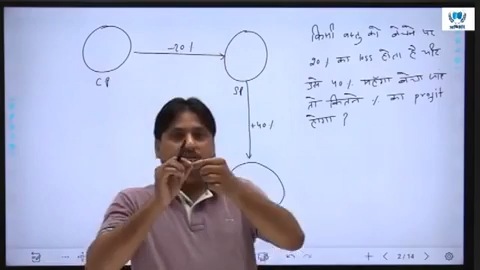 -20%
CP
SP
+40%
किसी वस्तु को बेचने पर
20% का loss होता है यदि
उसे 40% महंगा बेचा जाए
तो कितने % का profit
होगा ?
2/14